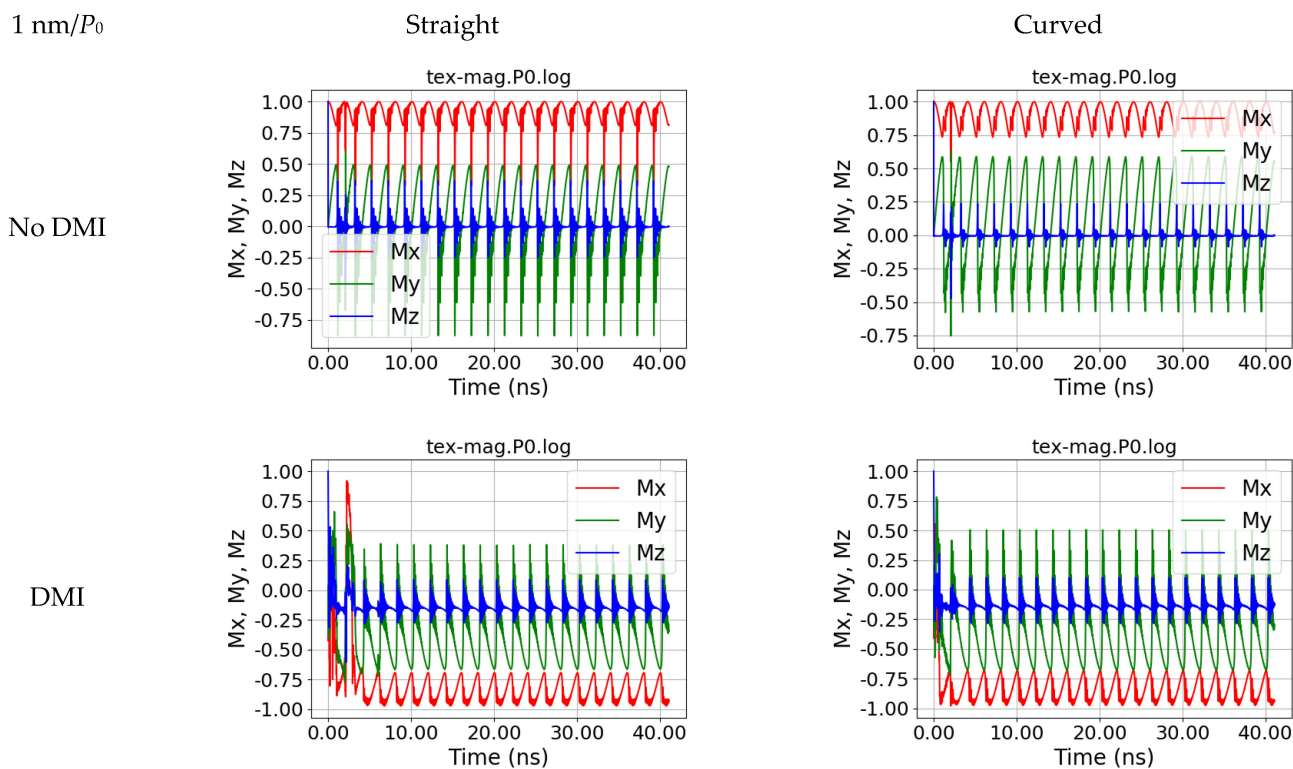 1 nm/P0
Straight
Curved
No DMI
tex-mag.P0.log
Mx, My, Mz
1.00
0.75
0.50
0.25
0.00
-0.25
-0.50
-0.75
Mx
My
Mz
0.00 10.00 20.00 30.00 40.00
Time (ns)
tex-mag.P0.log
Mx, My, Mz
1.00
0.75
0.50
0.25
0.00
-0.25
-0.50
-0.75
Mx
My
Mz
0.00 10.00 20.00 30.00 40.00
Time (ns)
DMI
tex-mag.P0.log
Mx, My, Mz
1.00
0.75
0.50
0.25
0.00
-0.25
-0.50
-0.75
-1.00
Mx
My
Mz
0.00 10.00 20.00 30.00 40.00
Time (ns)
tex-mag.P0.log
Mx, My, Mz
1.00
0.75
0.50
0.25
0.00
-0.25
-0.50
-0.75
-1.00
Mx
My
Mz
0.00 10.00 20.00 30.00 40.00
Time (ns)